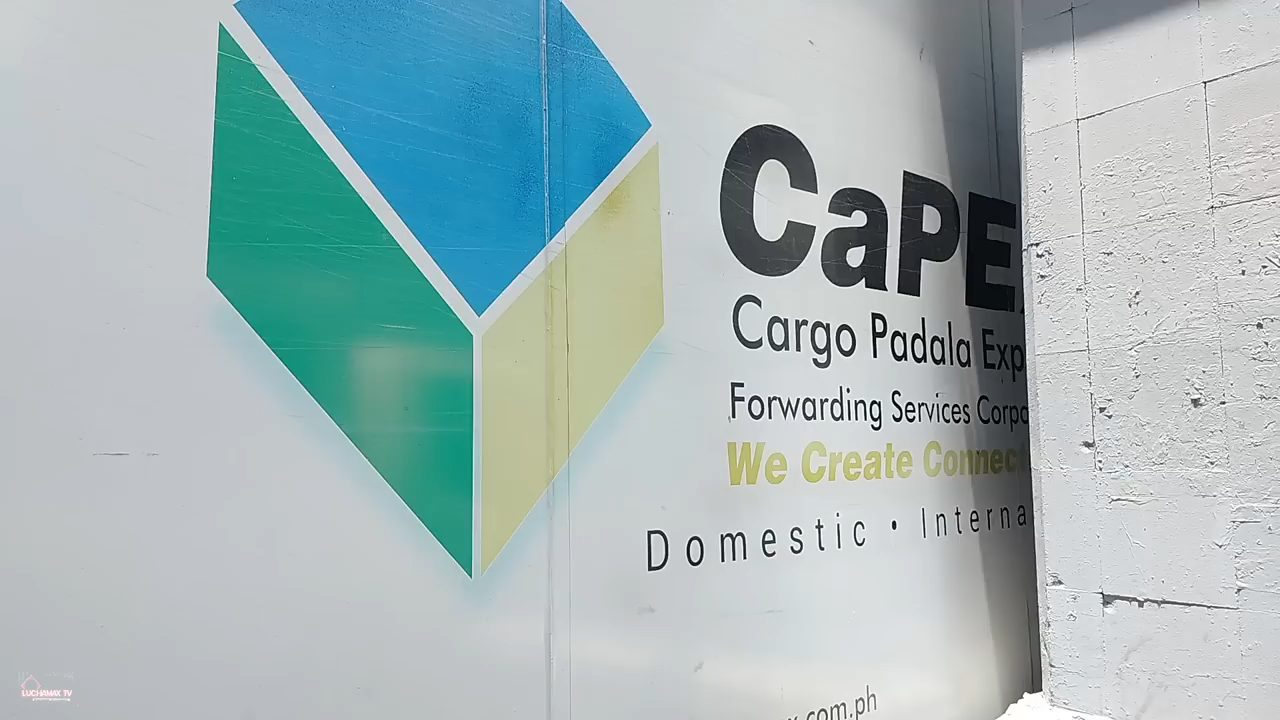 CaPE
Cargo Padala Exp
Forwarding Services Corpo
We Create Connec
Domestic • Interna
x.com.ph
LUCHAMAX TV